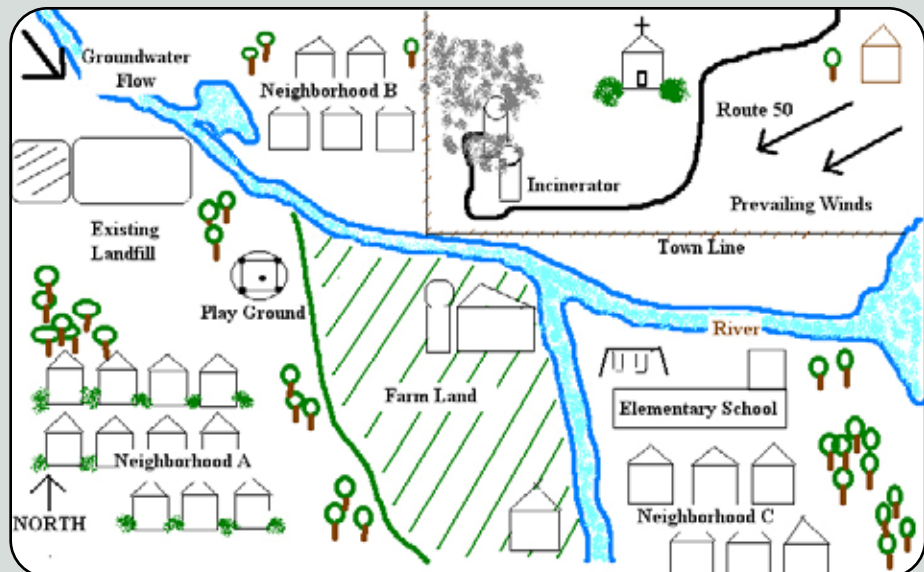 Groundwater
Flow
Neighborhood B
Route 50
Incinerator
Prevailing Winds
Existing
Landfill
Town Line
Play Ground
River
Farm Land
Elementary School
Neighborhood A
NORTH
Neighborhood C